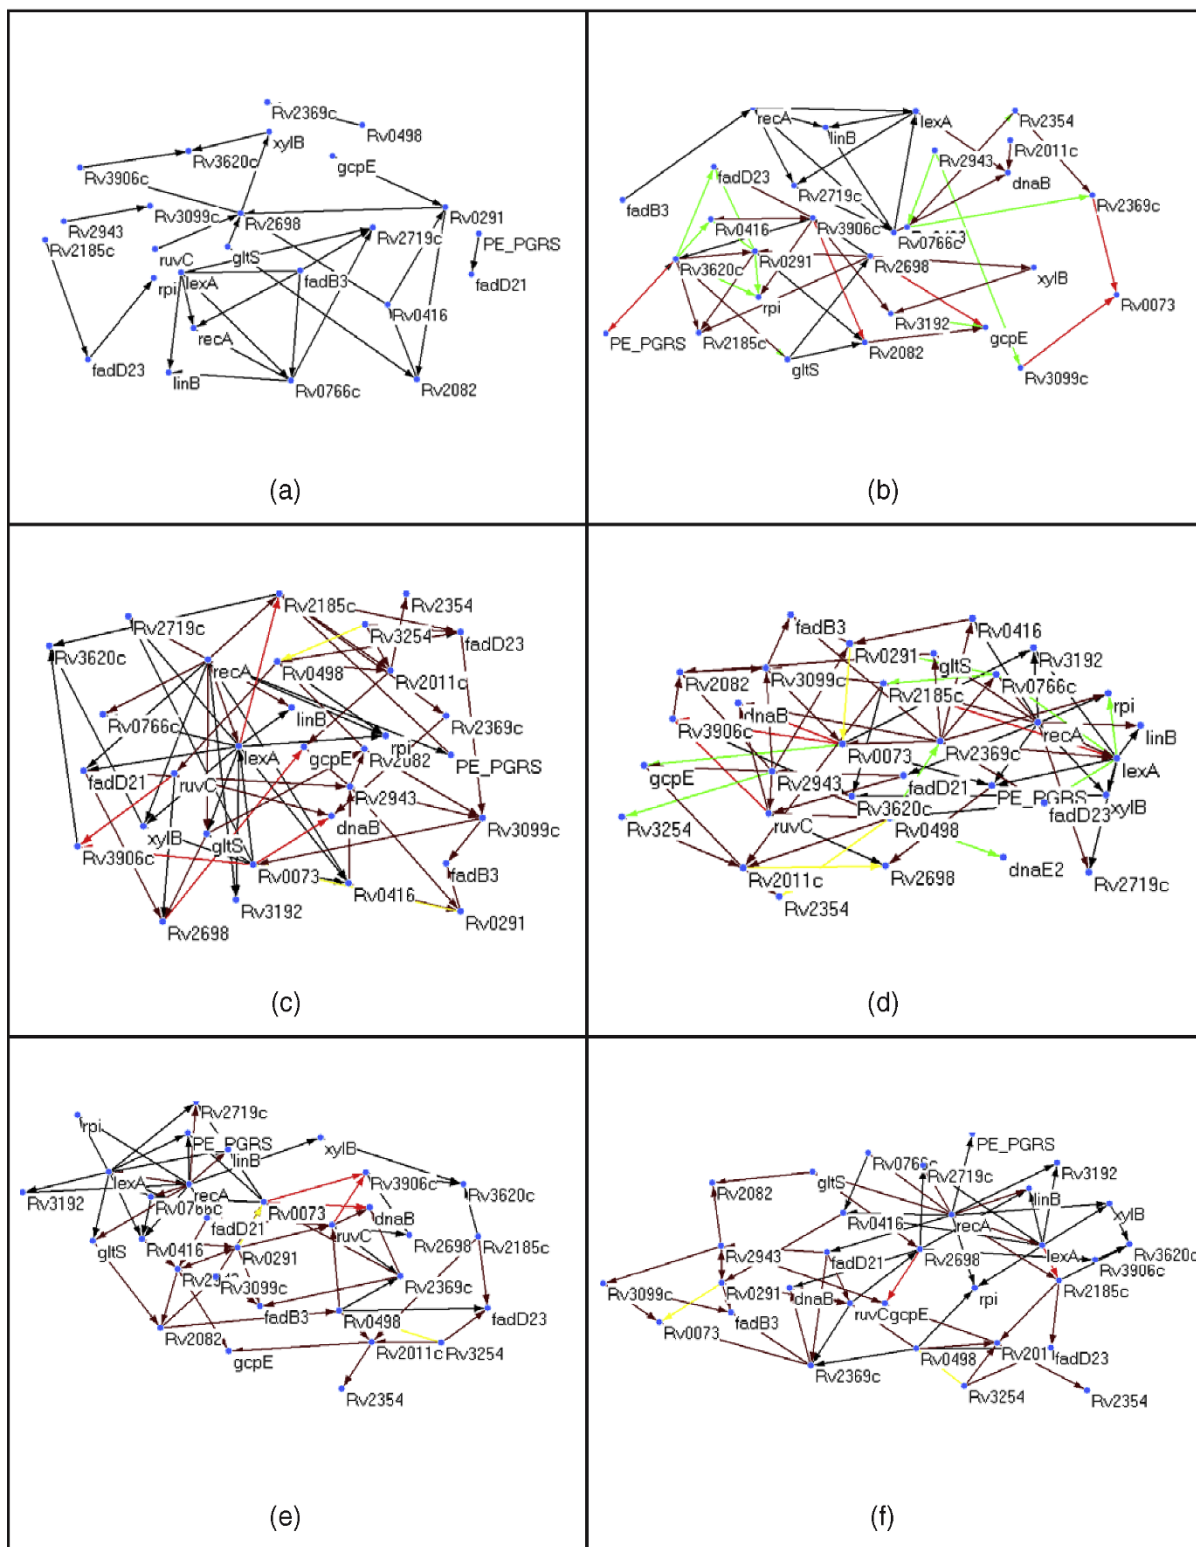 Rv2369c
Rv0498
xylB
Rv3620c
gcpE
Rv3906c
Rv3099c
Rv2698
Rv0291
Rv2943
Rv2185c
Rv2719c
PE_PGRS
ruvC
gltS
fadD21
rpi
lexA
fadB3
Rv0416
recA
fadD23
linB
Rv0766c
Rv2082
(a)
recA
lexA
Rv2354
linB
Rv2011c
Rv2943
fadD23
dnaB
Rv2719c
fadB3
Rv2369c
Rv0416
Rv3906c
Rv0766c
Rv3620c
Rv0291
Rv2698
xylB
rpi
Rv0073
Rv3192
PE_PGRS
Rv2185c
Rv2082
gcpE
gltS
Rv3099c
(b)
Rv2185c
Rv2354
Rv2719c
Rv3254
fadD23
Rv3620c
recA
Rv0498
Rv2011c
Rv0766c
linB
Rv2369c
lexA
gcpE
rpi
Rv2082
PE_PGRS
fadD21
ruvC
Rv2943
xylB
gltS
dnaB
Rv3099c
Rv3906c
Rv0073
Rv0416
fadB3
Rv3192
Rv2698
Rv0291
(c)
fadB3
Rv0416
Rv0291
gltS
Rv3192
Rv2082
Rv3099c
Rv2185c
Rv0766c
rpi
dnaB
Rv3906c
recA
linB
Rv0073
Rv2369c
lexA
gcpE
Rv2943
fadD21
PE_PGRS
xylB
Rv3620c
fadD23
Rv3254
ruvC
Rv0498
dnaE2
Rv2011c
Rv2698
Rv2719c
Rv2354
(d)
Rv2719c
rpi
PE_PGRS
xylB
linB
lexA
Rv3192
recA
Rv3906c
Rv3620c
Rv0766c
fadD21
Rv0073
dnaB
ruvC
gltS
Rv0416
Rv0291
Rv2698
Rv2185c
Rv3099c
Rv2369c
fadB3
Rv0498
fadD23
Rv2082
gcpE
Rv2011c
Rv3254
Rv2354
(e)
PE_PGRS
Rv0766c
Rv2719c
Rv3192
Rv2082
gltS
linB
Rv0416
recA
xylB
Rv2943
fadD21
Rv2698
lexA
Rv3620c
Rv3906c
Rv3099c
Rv0291
dnaB
rpi
Rv2185c
ruvC
gcpE
Rv0073
fadB3
Rv0498
Rv2011
fadD23
Rv2369c
Rv3254
Rv2354
(f)